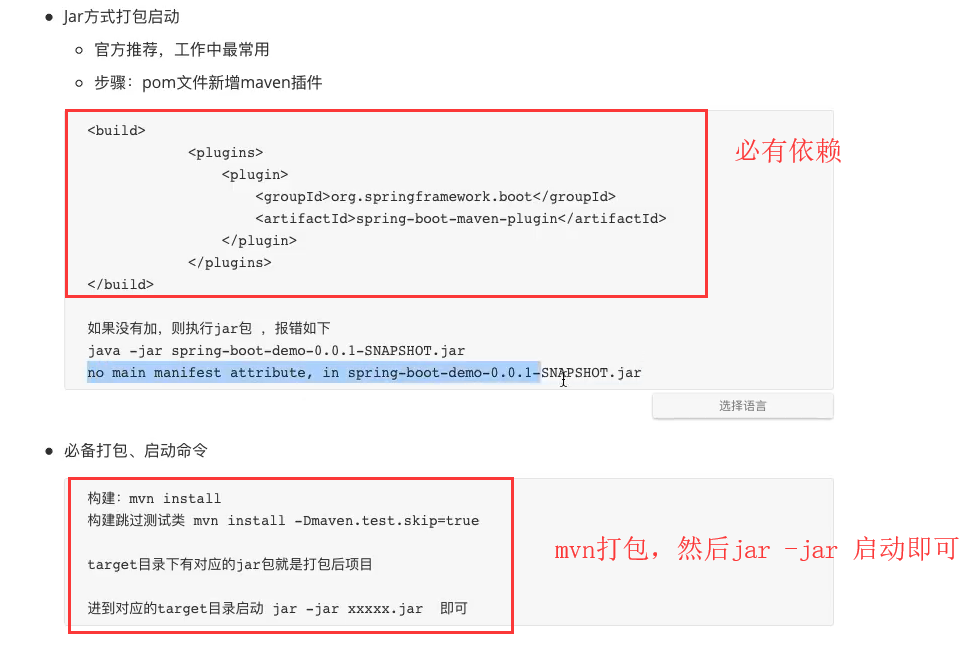 Jar方式打包启动
官方推荐，工作中最常用
步骤：pom文件新增maven插件
<build>
<plugins>
<plugin>
<groupId>org.springframework.boot</groupId>
<artifactId>spring-boot-maven-plugin</artifactId>
</plugin>
</plugins>
</build>
必有依赖
如果没有加，则执行jar包 ，报错如下
java -jar spring-boot-demo-0.0.1-SNAPSHOT.jar
no main manifest attribute, in spring-boot-demo-0.0.1-SNAPSHOT.jar
选择语言
必备打包、启动命令
构建：mvn install
构建跳过测试类 mvn install -Dmaven.test.skip=true
target目录下有对应的jar包就是打包后项目
进到对应的target目录启动 jar -jar xxxxx.jar 即可
mvn打包，然后jar -jar 启动即可